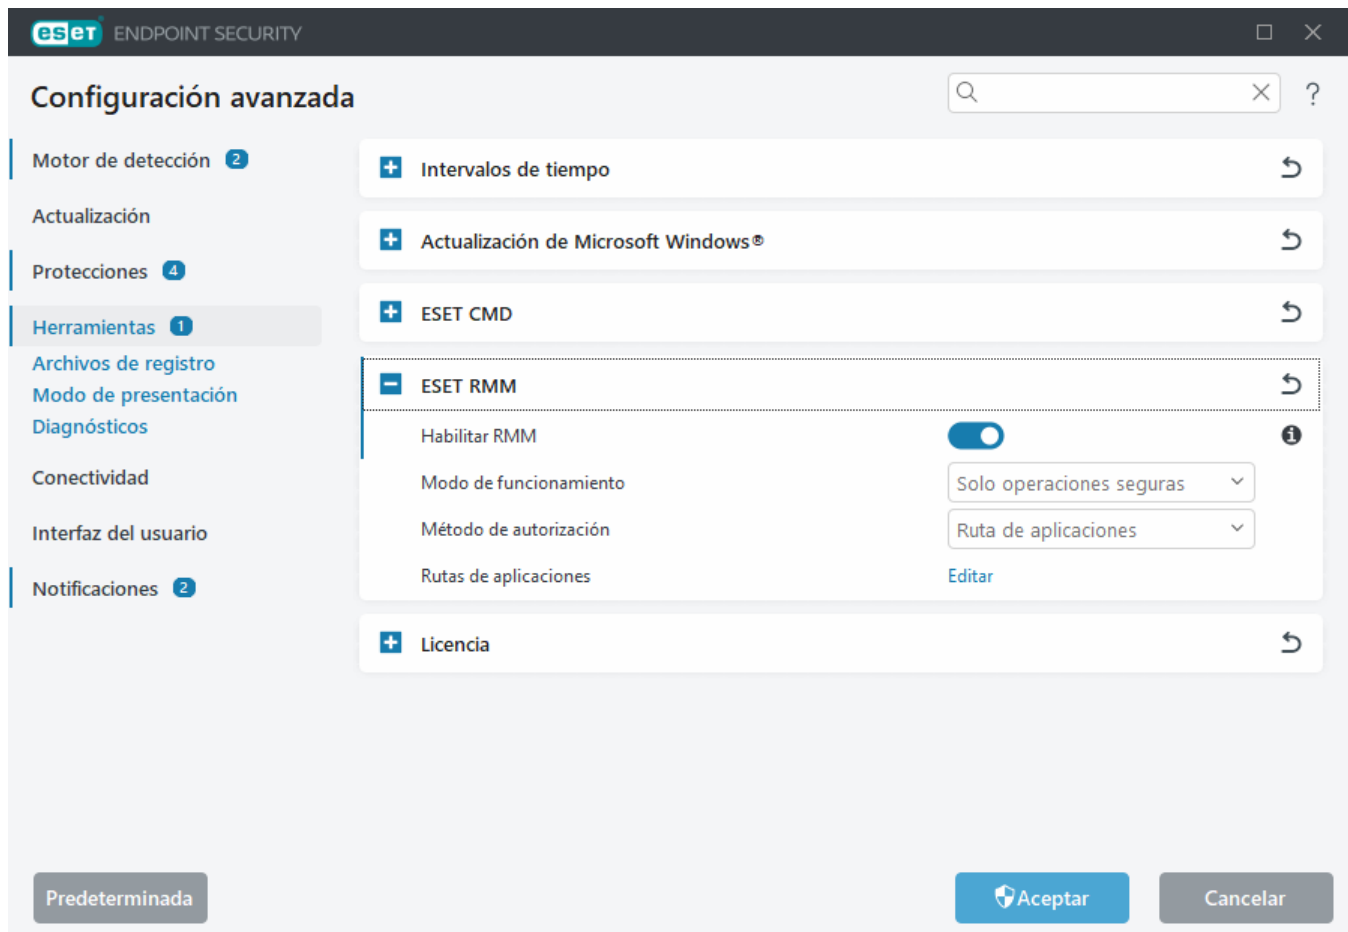 eset ENDPOINT SECURITY
Configuración avanzada
?
Motor de detección 2
Actualización
Protecciones 4
Herramientas 1
Archivos de registro
Modo de presentación
Diagnósticos
Conectividad
Interfaz del usuario
Notificaciones 2
Intervalos de tiempo
Actualización de Microsoft Windows®
ESET CMD
ESET RMM
Habilitar RMM
Modo de funcionamiento Solo operaciones seguras
Método de autorización Ruta de aplicaciones
Rutas de aplicaciones Editar
Licencia
Predeterminada Aceptar Cancelar